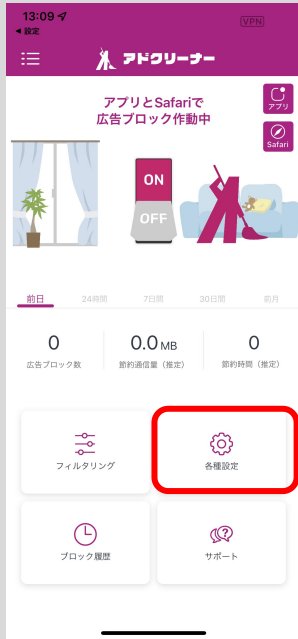 13:09
VPN
◀ 設定
アドクリーナー
アプリとSafariで
広告ブロック作動中
アプリ
Safari
ON
OFF
前日 24時間 7日間 30日間 前月
0 0.0 MB 0
広告ブロック数 節約通信量（推定） 節約時間（推定）
フィルタリング 各種設定
ブロック履歴 サポート